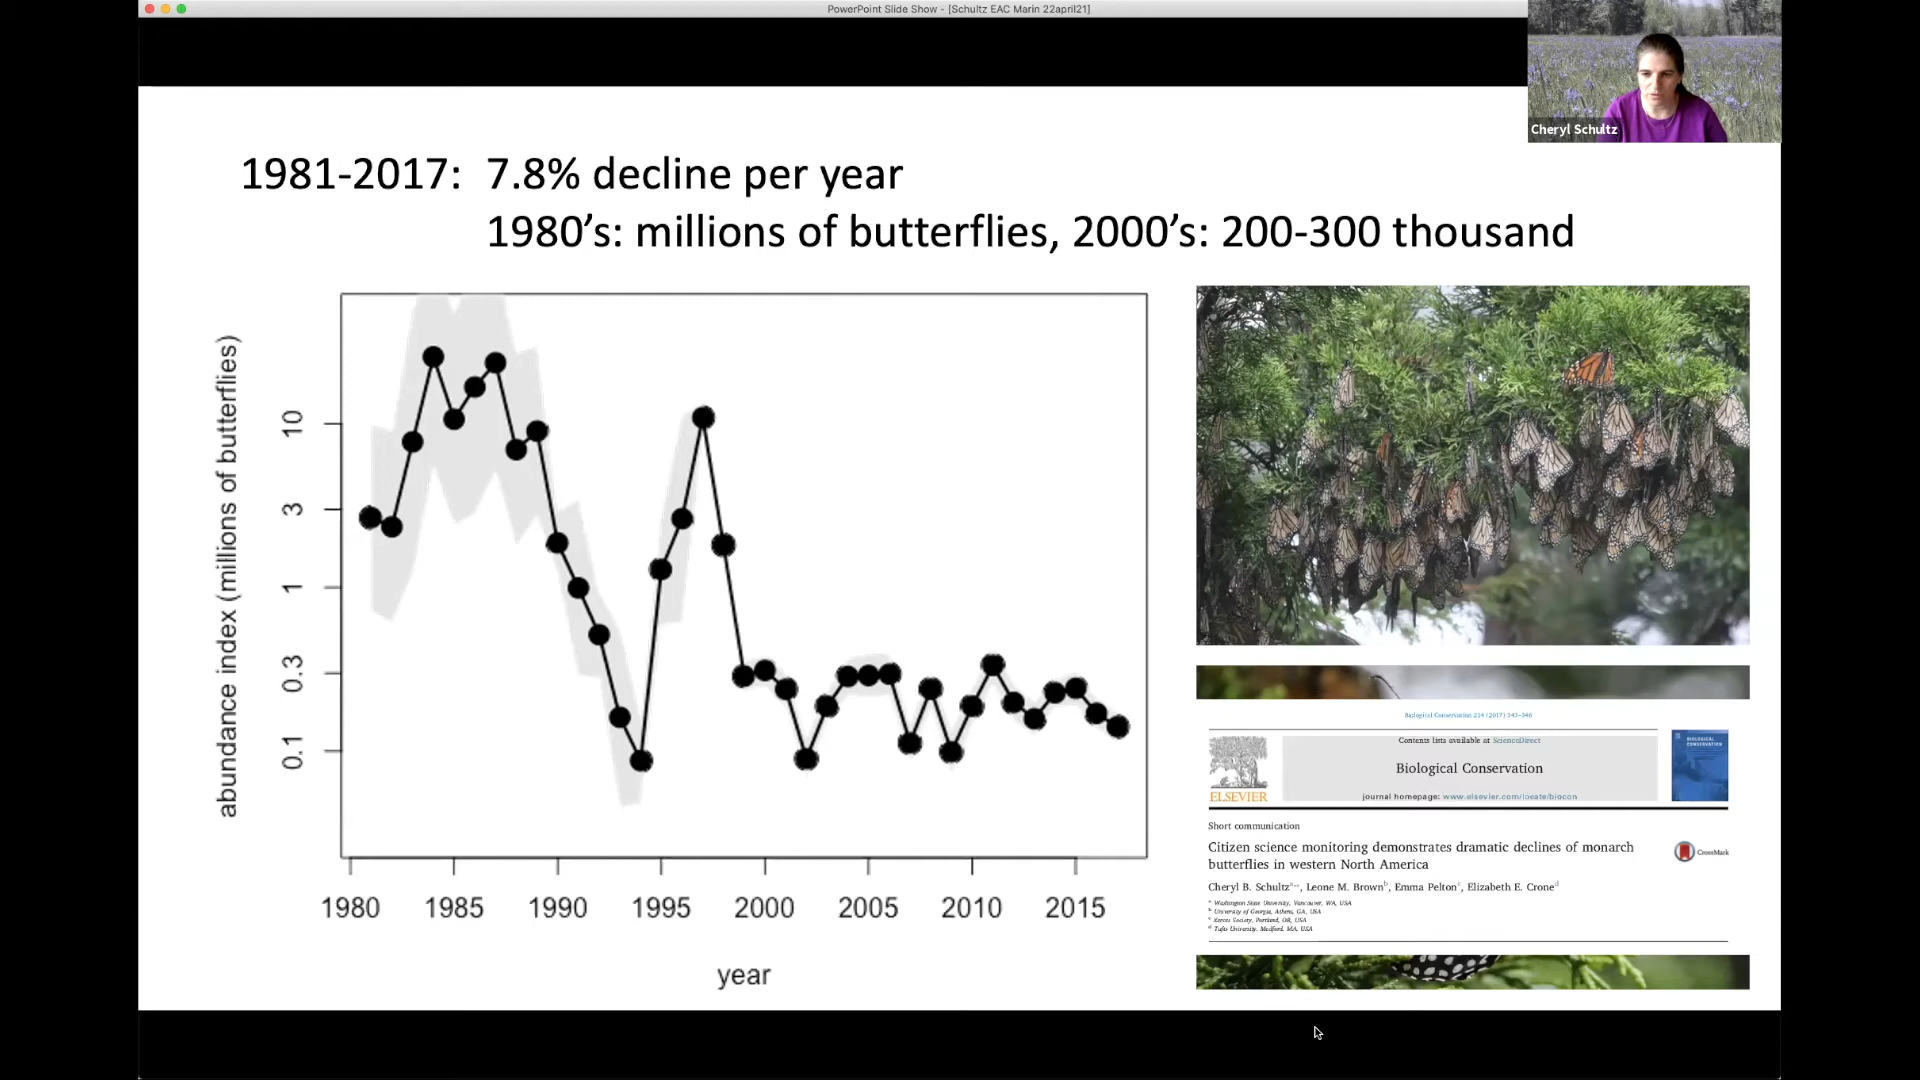 PowerPoint Slide Show - [Schultz EAC Marin 22april21]
Cheryl Schultz
1981-2017: 7.8% decline per year
1980's: millions of butterflies, 2000's: 200-300 thousand
abundance index (millions of butterflies)
10
3
1
0.3
0.1
1980 1985 1990 1995 2000 2005 2010 2015
year
Biological Conservation 214 (2017) 343–346
Contents lists available at ScienceDirect
Biological Conservation
journal homepage: www.elsevier.com/locate/biocon
ELSEVIER
BIOLOGICAL
CONSERVATION
Short communication
Citizen science monitoring demonstrates dramatic declines of monarch
butterflies in western North America
CrossMark
Cheryl B. Schultz, Leone M. Brown, Emma Pelton, Elizabeth E. Crone
a Washington State University, Vancouver, WA, USA
b University of Georgia, Athens, GA, USA
c Xerces Society, Portland, OR, USA
d Tufts University, Medford, MA, USA